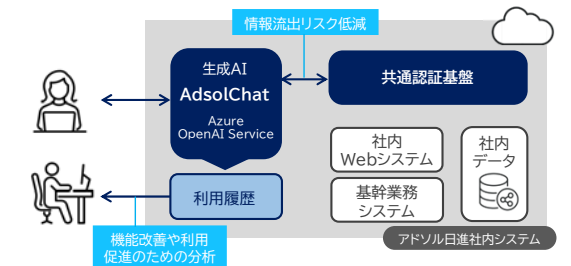 情報流出リスク低減
生成AI
AdsolChat
Azure
OpenAI Service
共通認証基盤
社内
Webシステム
社内
データ
基幹業務
システム
利用履歴
機能改善や利用
促進のための分析
アドソル日進社内システム